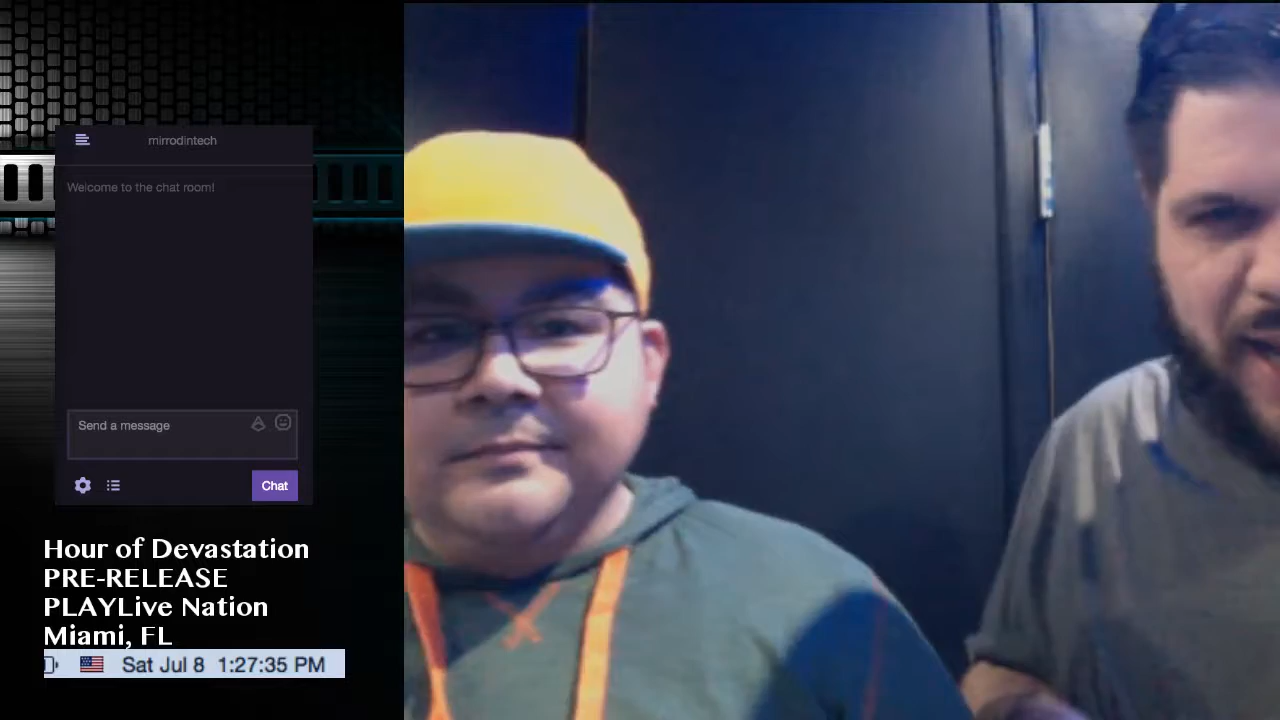 mirrodintech
Welcome to the chat room!
Send a message
Chat
Hour of Devastation
PRE-RELEASE
PLAYLive Nation
Miami, FL
Sat Jul 8 1:27:35 PM